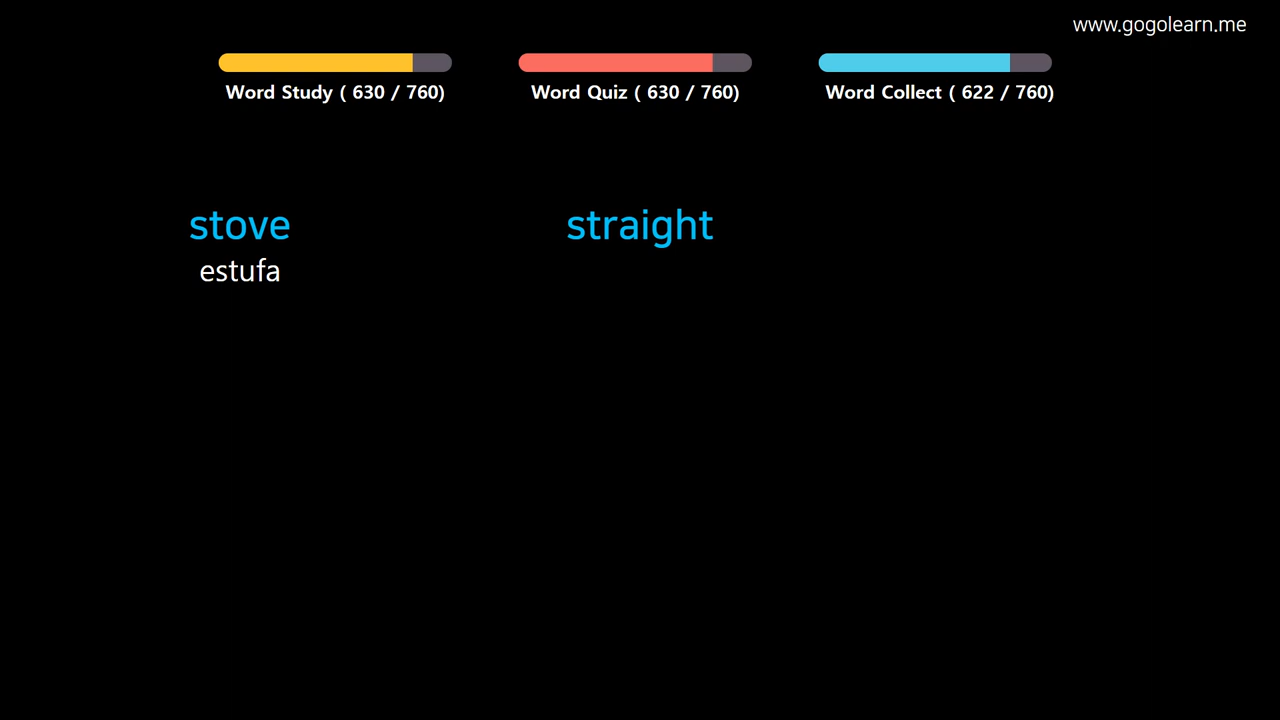 www.gogolearn.me
Word Study ( 630 / 760)
Word Quiz ( 630 / 760)
Word Collect ( 622 / 760)
stove
estufa
straight